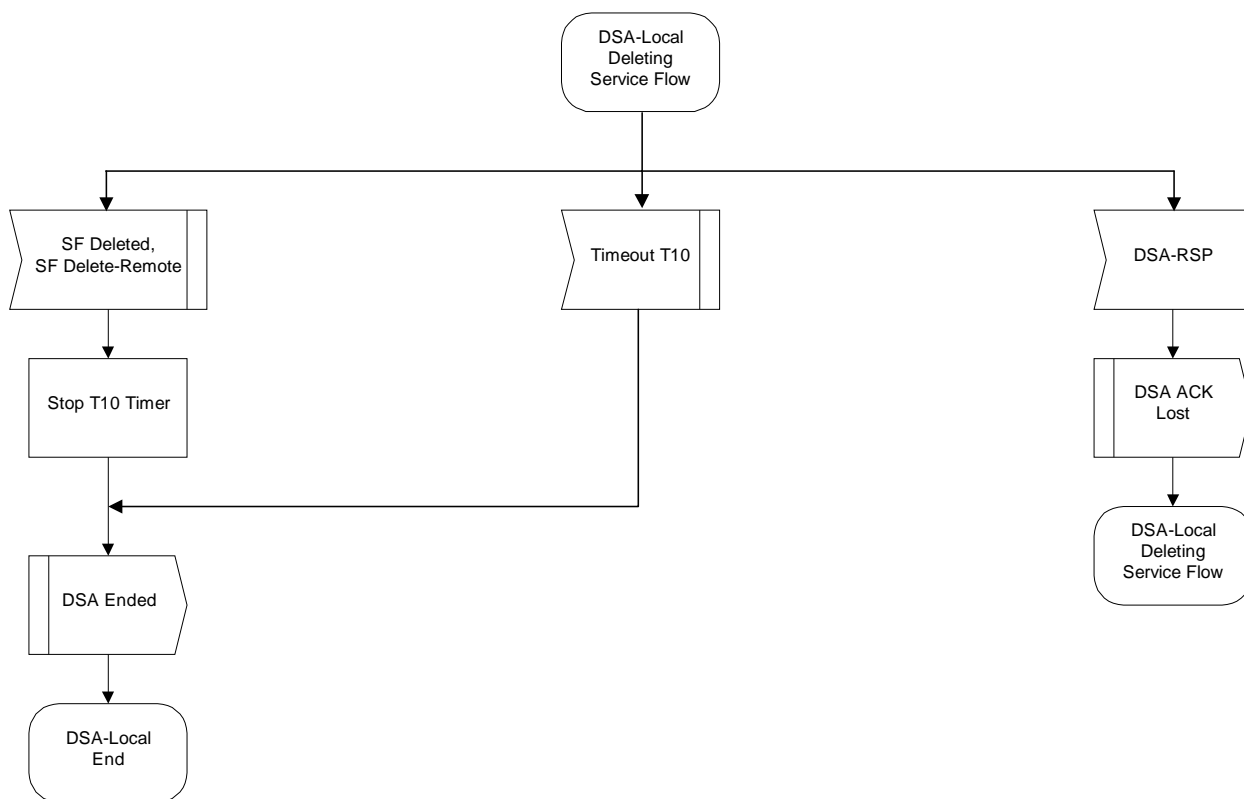 DSA-Local
Deleting
Service Flow
SF Deleted,
SF Delete-Remote
Timeout T10
DSA-RSP
Stop T10 Timer
DSA ACK
Lost
DSA-Local
Deleting
Service Flow
DSA Ended
DSA-Local
End